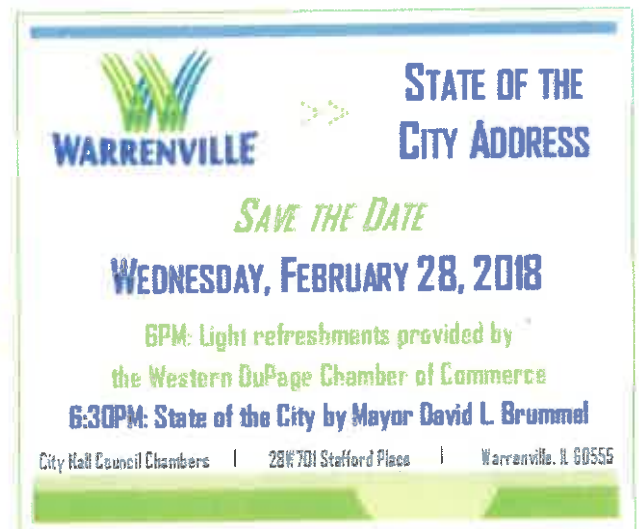 WARRENVILLE
>>
STATE OF THE
CITY ADDRESS
SAVE THE DATE
WEDNESDAY, FEBRUARY 28, 2018
6PM: Light refreshments provided by
the Western DuPage Chamber of Commerce
6:30PM: State of the City by Mayor David L. Brummel
City Hall Council Chambers | 28W701 Stafford Place | Warrenville, IL 60555